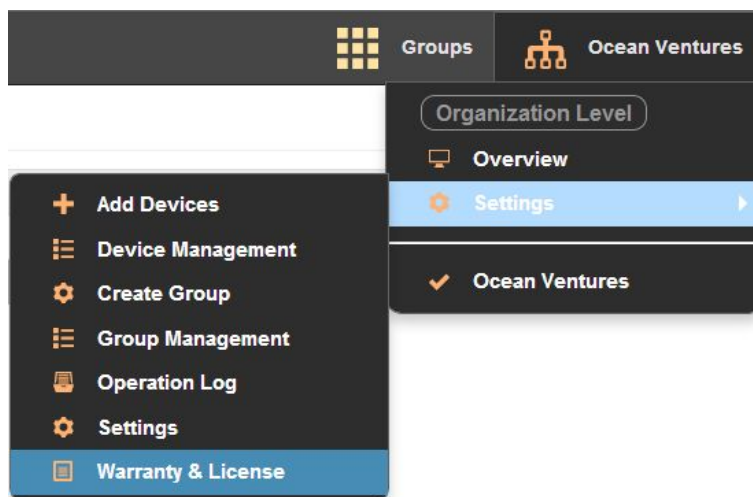 Groups
Ocean Ventures
Organization Level
Overview
Settings
Ocean Ventures
Add Devices
Device Management
Create Group
Group Management
Operation Log
Settings
Warranty & License